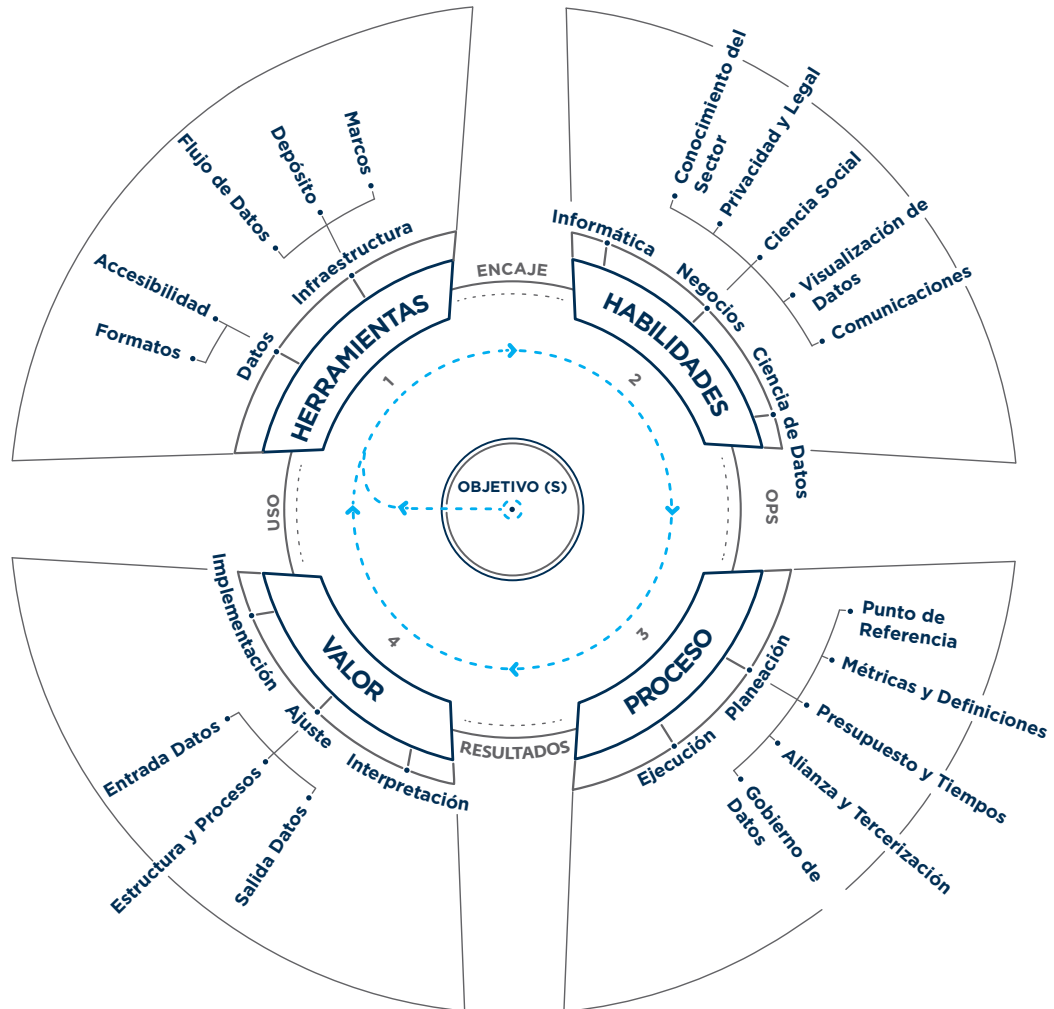 ENCAJE
OPS
RESULTADOS
USO
OBJETIVO (S)
1
HERRAMIENTAS
Datos
Formatos
Accesibilidad
Infraestructura
Flujo de Datos
Depósito
Marcos
2
HABILIDADES
Informática
Negocios
Conocimiento del
Sector
Privacidad y Legal
Ciencia Social
Visualización de
Datos
Comunicaciones
Ciencia de Datos
3
PROCESO
Planeación
Punto de
Referencia
Métricas y Definiciones
Presupuesto y Tiempos
Alianza y Tercerización
Gobierno de
Datos
Ejecución
4
VALOR
Interpretación
Ajuste
Salida Datos
Estructura y Procesos
Entrada Datos
Implementación